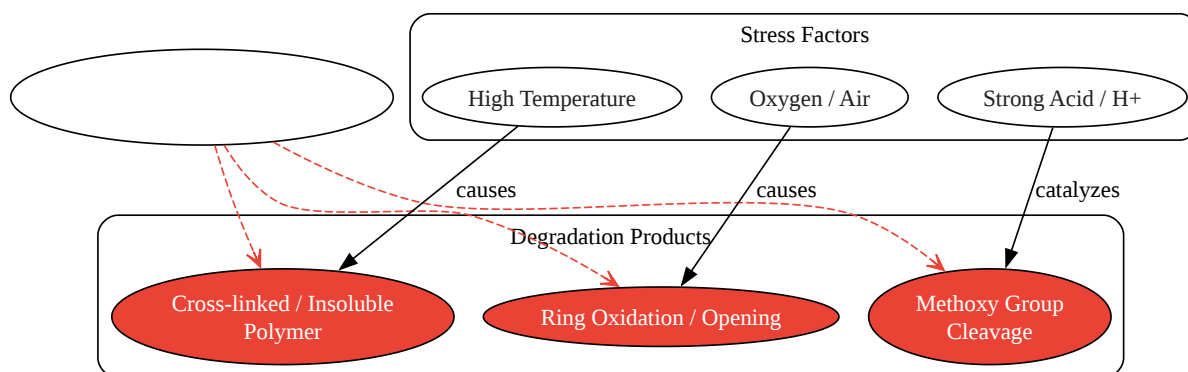 Stress Factors
High Temperature
Oxygen / Air
Strong Acid / H+
causes
causes
catalyzes
Degradation Products
Cross-linked / Insoluble
Polymer
Ring Oxidation / Opening
Methoxy Group
Cleavage